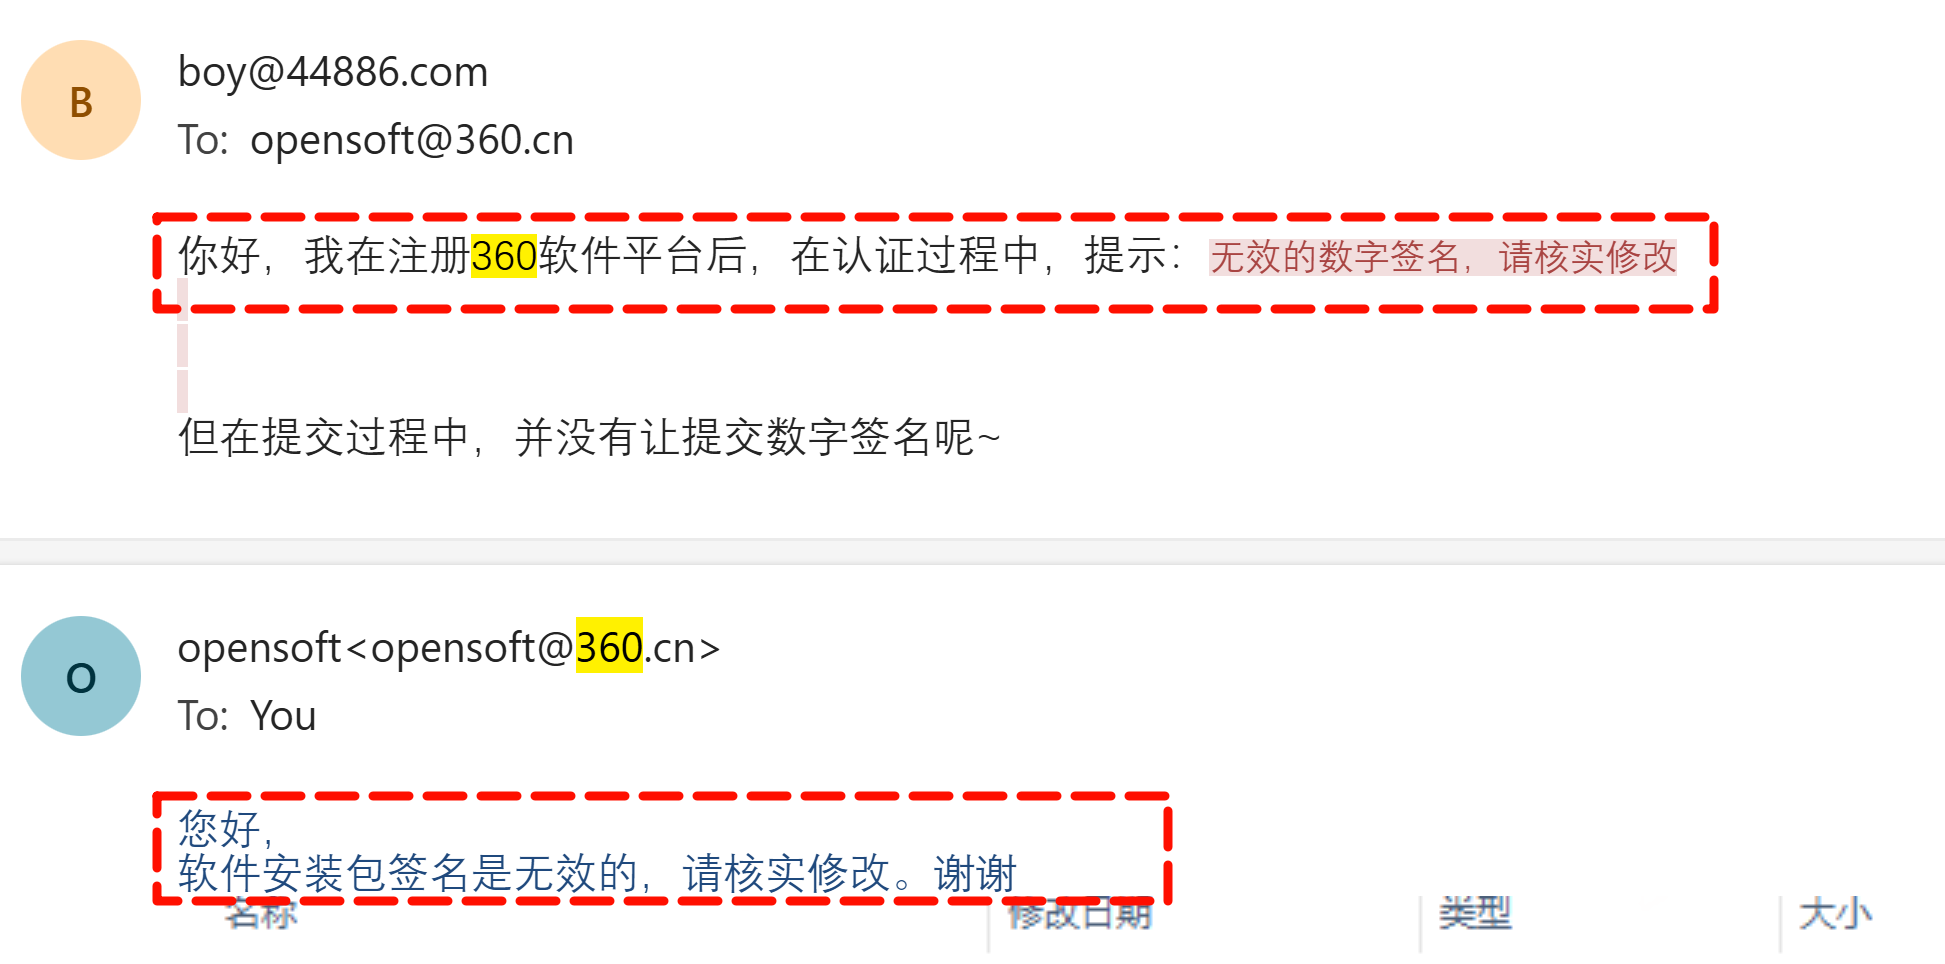 B
boy@44886.com
To: opensoft@360.cn
你好，我在注册360软件平台后，在认证过程中，提示：无效的数字签名，请核实修改
但在提交过程中，并没有让提交数字签名呢~
O
opensoft<opensoft@360.cn>
To: You
您好，
软件安装包签名是无效的，请核实修改。谢谢
名称 修改日期 类型 大小